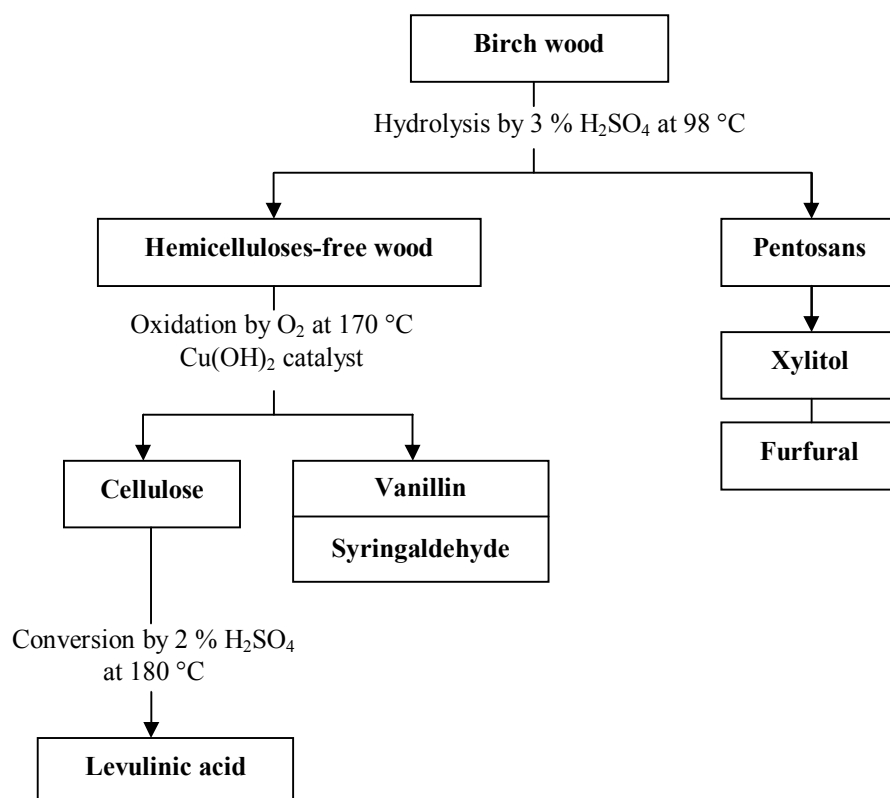 Birch wood
Hydrolysis by 3 % H₂SO₄ at 98 °C
Hemicelluloses-free wood
Pentosans
Oxidation by O₂ at 170 °C
Cu(OH)₂ catalyst
Xylitol
Furfural
Cellulose
Vanillin
Syringaldehyde
Conversion by 2 % H₂SO₄
at 180 °C
Levulinic acid